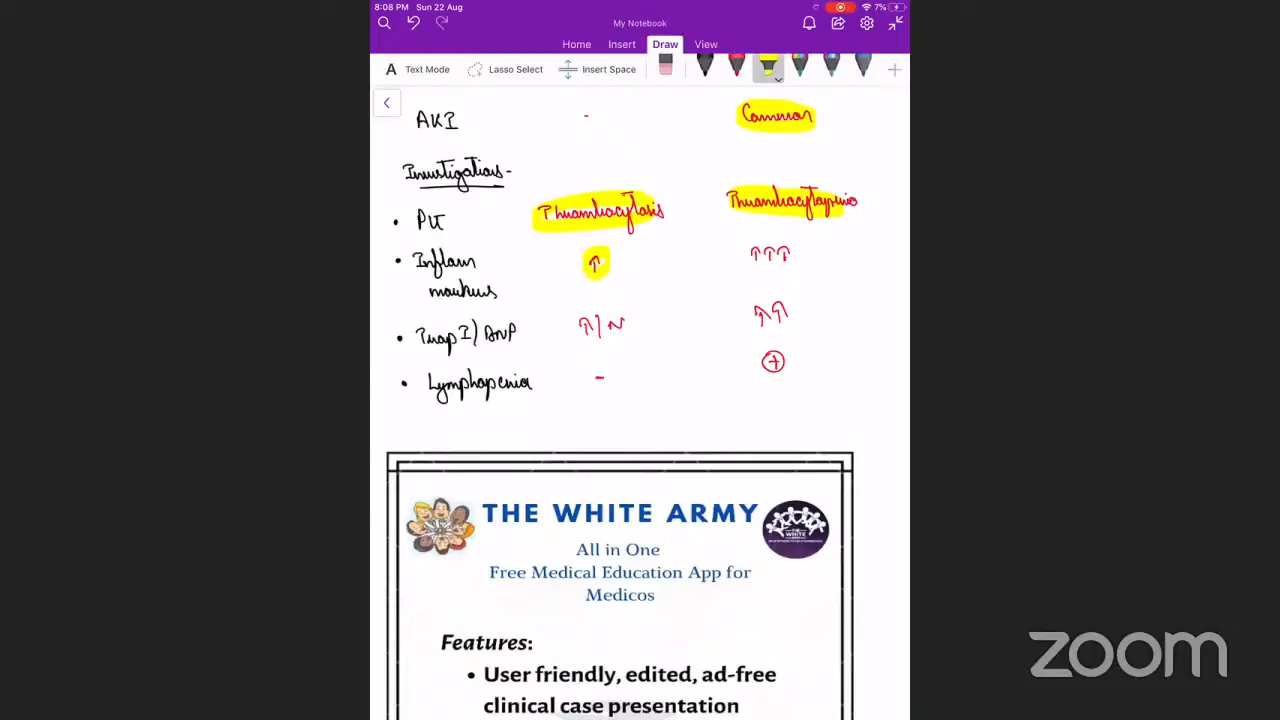 8:08 PM Sun 22 Aug 7%
My Notebook
Home Insert Draw View
A Text Mode Lasso Select Insert Space
AKI - Common
Investigations -
• Plt Thrombocytosis Thrombocytopenia
• Inflam ↑ ↑↑↑
markers
• Trop I / BNP ↑/N ↑↑
• Lymphopenia - +
THE WHITE ARMY
All in One
Free Medical Education App for
Medicos
Features:
• User friendly, edited, ad-free
clinical case presentation
zoom